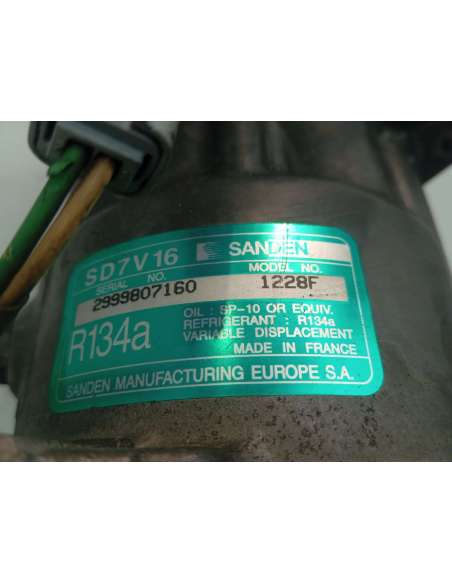 SD7V16 SANDEN
SERIAL NO. MODEL NO.
2999807160 1228F
R134a
OIL : SP-10 OR EQUIV.
REFRIGERANT : R134a
VARIABLE DISPLACEMENT
MADE IN FRANCE
SANDEN MANUFACTURING EUROPE S.A.